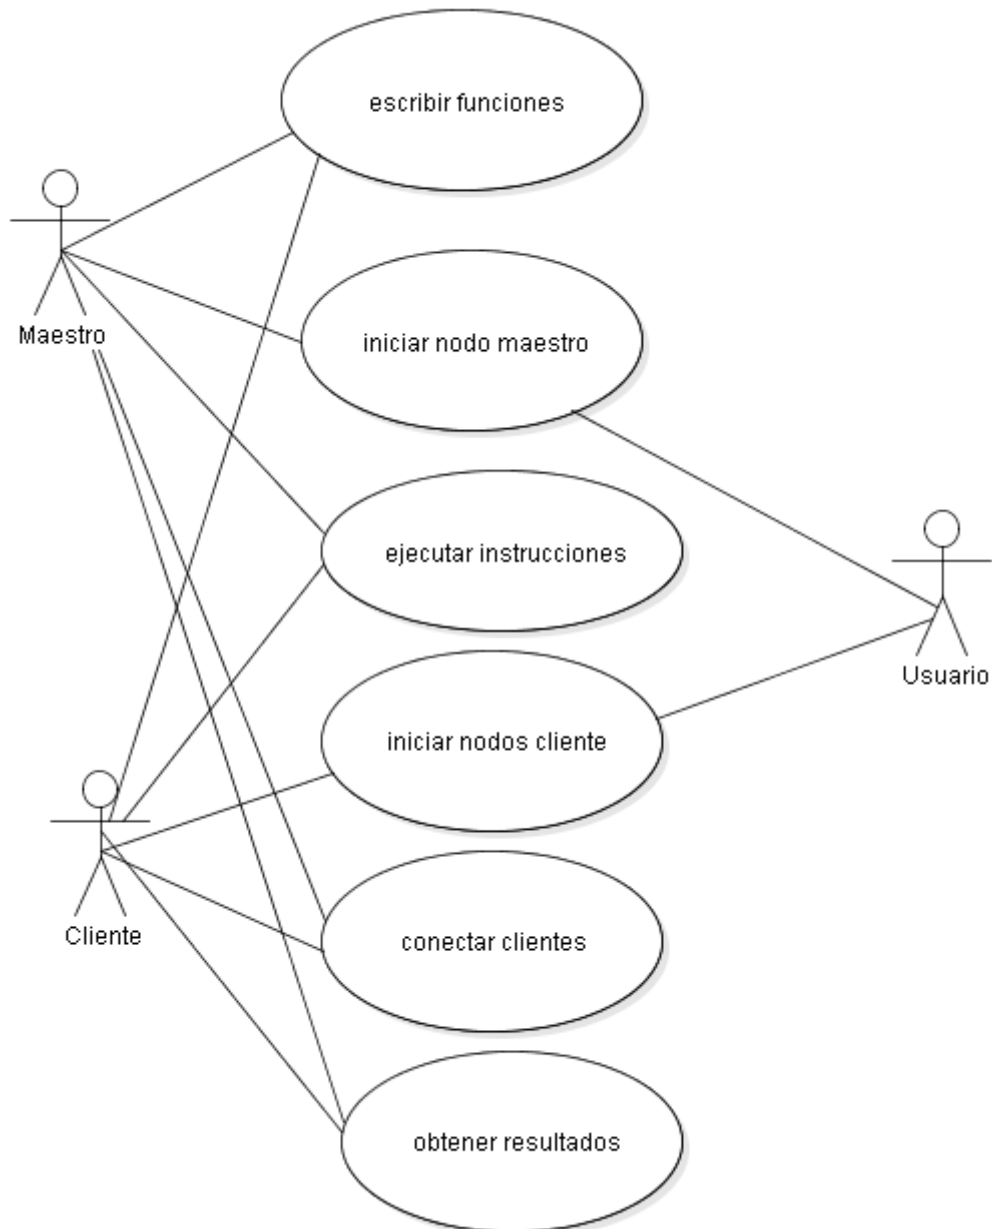 escribir funciones
Maestro
iniciar nodo maestro
ejecutar instrucciones
Usuario
iniciar nodos cliente
Cliente
conectar clientes
obtener resultados